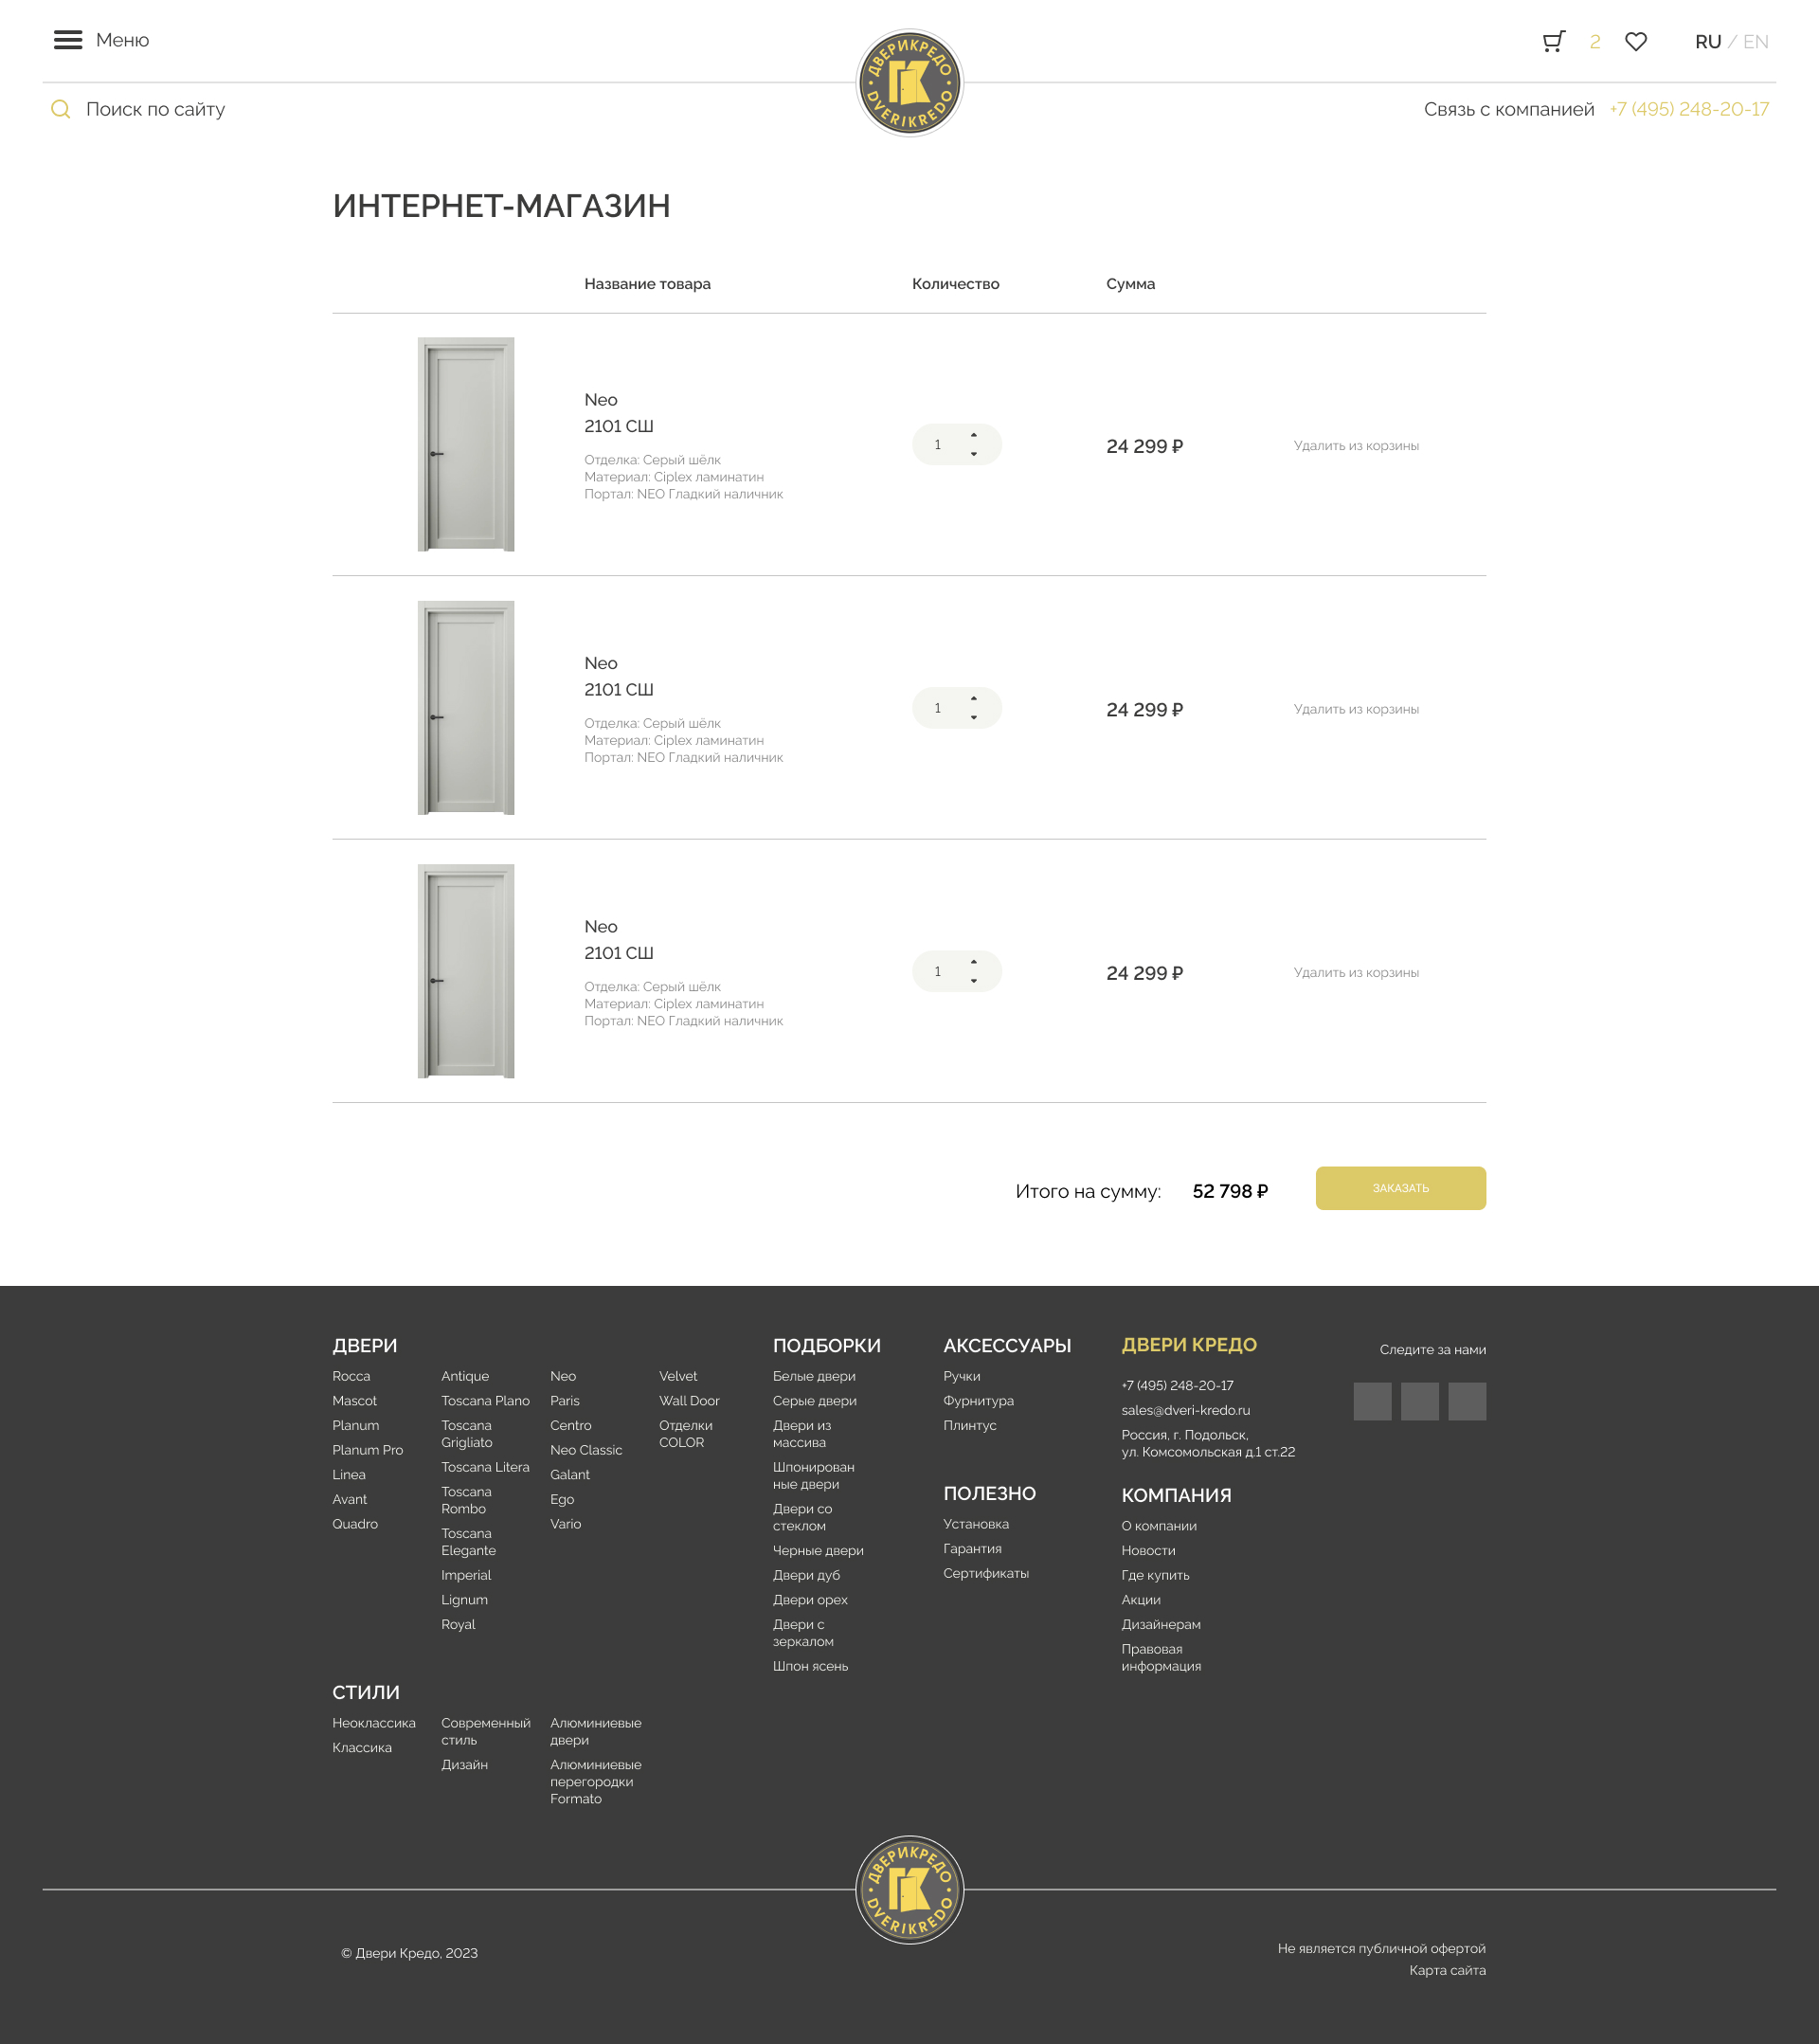 Меню
2
RU / EN
ДВЕРИКРЕДО
DVERIKREDO
Поиск по сайту
Связь с компанией +7 (495) 248-20-17
ИНТЕРНЕТ-МАГАЗИН
Название товара Количество Сумма
Neo
2101 СШ
Отделка: Серый шёлк
Материал: Ciplex ламинатин
Портал: NEO Гладкий наличник
1
24 299 ₽
Удалить из корзины
Neo
2101 СШ
Отделка: Серый шёлк
Материал: Ciplex ламинатин
Портал: NEO Гладкий наличник
1
24 299 ₽
Удалить из корзины
Neo
2101 СШ
Отделка: Серый шёлк
Материал: Ciplex ламинатин
Портал: NEO Гладкий наличник
1
24 299 ₽
Удалить из корзины
Итого на сумму: 52 798 ₽
ЗАКАЗАТЬ
ДВЕРИ
Rocca
Mascot
Planum
Planum Pro
Linea
Avant
Quadro
Antique
Toscana Plano
Toscana
Grigliato
Toscana Litera
Toscana
Rombo
Toscana
Elegante
Imperial
Lignum
Royal
Neo
Paris
Centro
Neo Classic
Galant
Ego
Vario
Velvet
Wall Door
Отделки
COLOR
СТИЛИ
Неоклассика
Классика
Современный
стиль
Дизайн
Алюминиевые
двери
Алюминиевые
перегородки
Formato
ПОДБОРКИ
Белые двери
Серые двери
Двери из
массива
Шпонирован
ные двери
Двери со
стеклом
Черные двери
Двери дуб
Двери орех
Двери с
зеркалом
Шпон ясень
АКСЕССУАРЫ
Ручки
Фурнитура
Плинтус
ПОЛЕЗНО
Установка
Гарантия
Сертификаты
ДВЕРИ КРЕДО
+7 (495) 248-20-17
sales@dveri-kredo.ru
Россия, г. Подольск,
ул. Комсомольская д.1 ст.22
КОМПАНИЯ
О компании
Новости
Где купить
Акции
Дизайнерам
Правовая
информация
Следите за нами
ДВЕРИКРЕДО
DVERIKREDO
© Двери Кредо, 2023
Не является публичной офертой
Карта сайта